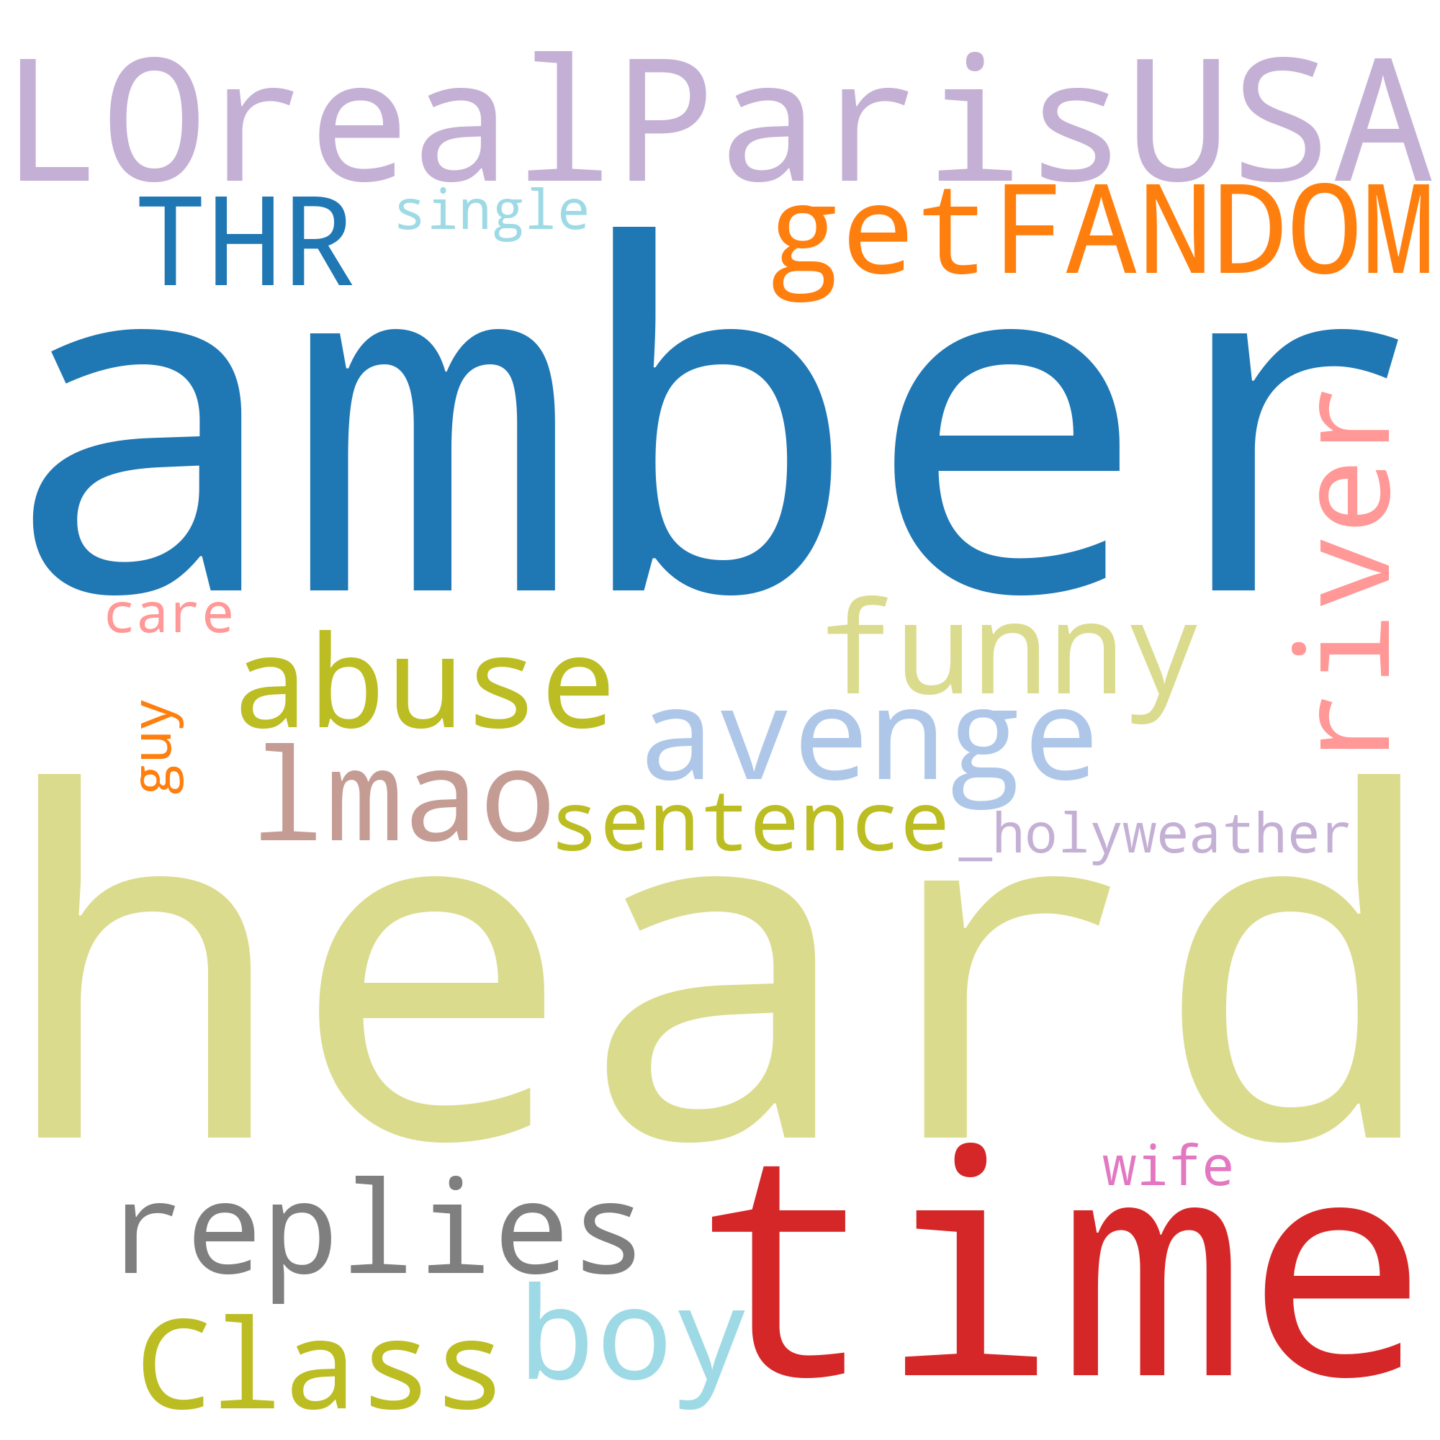 LOrealParisUSA
THR
single
getFANDOM
amber
river
care
abuse
funny
guy
avenge
lmao
sentence
_holyweather
heard
wife
replies
time
Class
boy